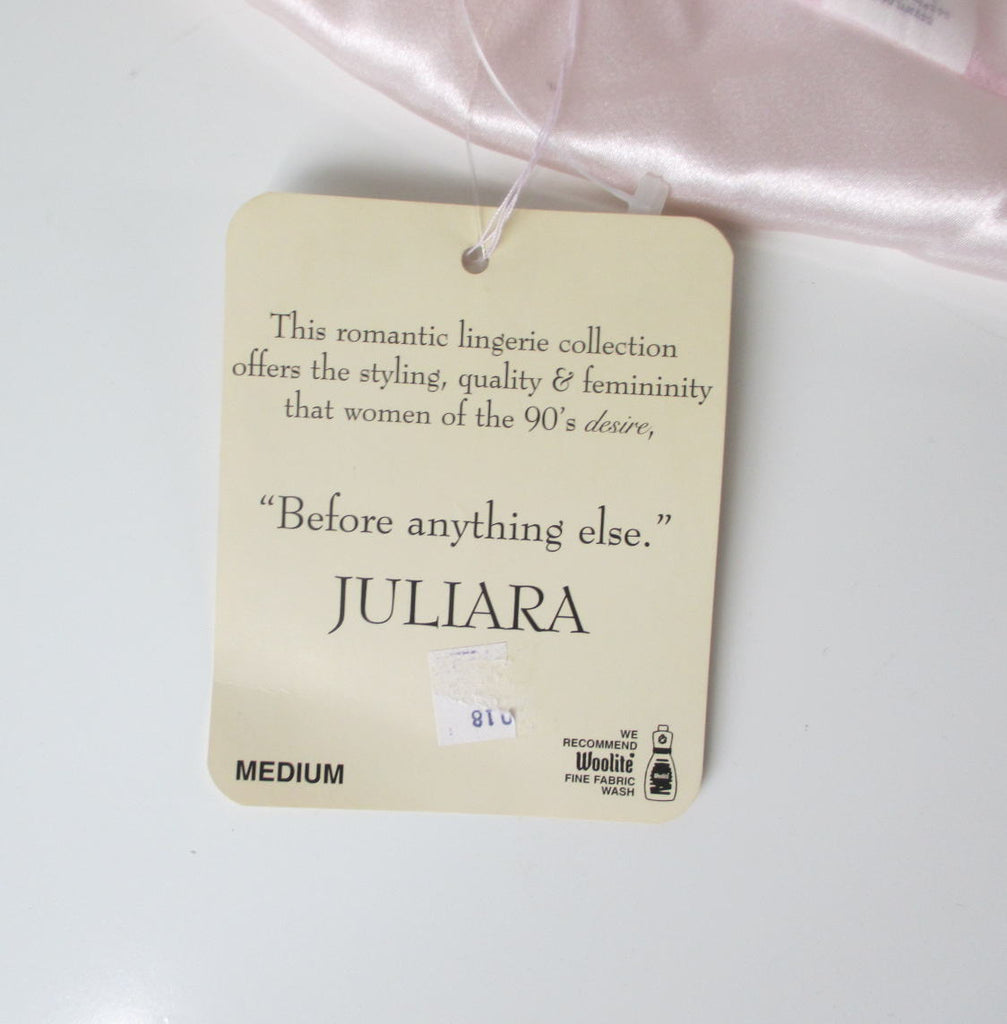 This romantic lingerie collection
offers the styling, quality & femininity
that women of the 90's desire,
“Before anything else.”
JULIARA
018
MEDIUM
WE
RECOMMEND
Woolite®
FINE FABRIC
WASH